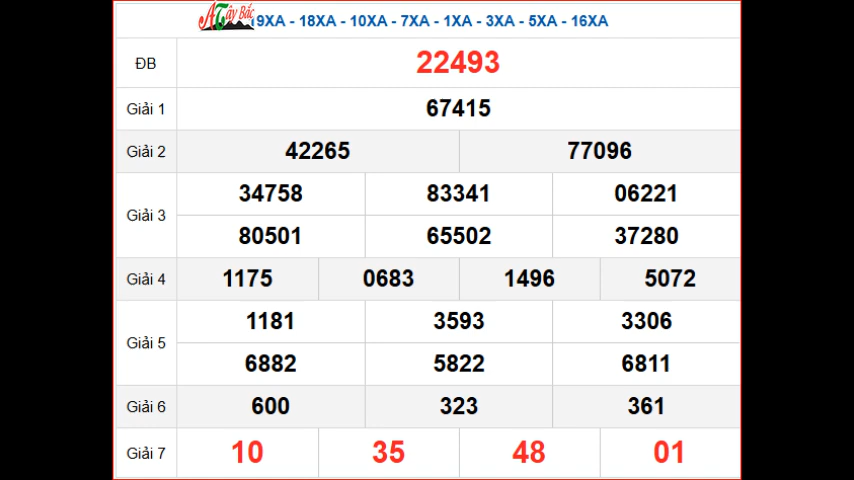 ATây Bắc 9XA - 18XA - 10XA - 7XA - 1XA - 3XA - 5XA - 16XA
ĐB 22493
Giải 1 67415
Giải 2 42265 77096
Giải 3 34758 83341 06221
80501 65502 37280
Giải 4 1175 0683 1496 5072
Giải 5 1181 3593 3306
6882 5822 6811
Giải 6 600 323 361
Giải 7 10 35 48 01